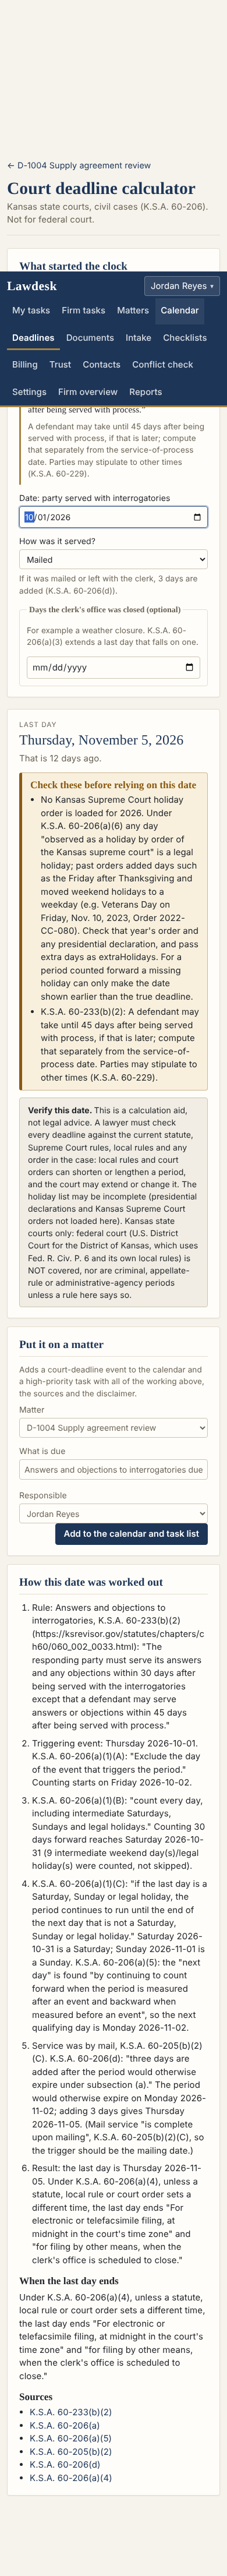 ← D-1004 Supply agreement review
Court deadline calculator
Kansas state courts, civil cases (K.S.A. 60-206).
Not for federal court.
What started the clock
Lawdesk
Jordan Reyes ▾
My tasks Firm tasks Matters Calendar
Deadlines Documents Intake Checklists
Billing Trust Contacts Conflict check
Settings Firm overview Reports
after being served with process."
A defendant may take until 45 days after being
served with process, if that is later; compute
that separately from the service-of-process
date. Parties may stipulate to other times
(K.S.A. 60-229).
Date: party served with interrogatories
10/01/2026
How was it served?
Mailed
If it was mailed or left with the clerk, 3 days are
added (K.S.A. 60-206(d)).
Days the clerk's office was closed (optional)
For example a weather closure. K.S.A. 60-
206(a)(3) extends a last day that falls on one.
mm/dd/yyyy
LAST DAY
Thursday, November 5, 2026
That is 12 days ago.
Check these before relying on this date
• No Kansas Supreme Court holiday
order is loaded for 2026. Under
K.S.A. 60-206(a)(6) any day
"observed as a holiday by order of
the Kansas supreme court" is a legal
holiday; past orders added days such
as the Friday after Thanksgiving and
moved weekend holidays to a
weekday (e.g. Veterans Day on
Friday, Nov. 10, 2023, Order 2022-
CC-080). Check that year's order and
any presidential declaration, and pass
extra days as extraHolidays. For a
period counted forward a missing
holiday can only make the date
shown earlier than the true deadline.
• K.S.A. 60-233(b)(2): A defendant may
take until 45 days after being served
with process, if that is later; compute
that separately from the service-of-
process date. Parties may stipulate to
other times (K.S.A. 60-229).
Verify this date. This is a calculation aid,
not legal advice. A lawyer must check
every deadline against the current statute,
Supreme Court rules, local rules and any
order in the case: local rules and court
orders can shorten or lengthen a period,
and the court may extend or change it. The
holiday list may be incomplete (presidential
declarations and Kansas Supreme Court
orders not loaded here). Kansas state
courts only: federal court (U.S. District
Court for the District of Kansas, which uses
Fed. R. Civ. P. 6 and its own local rules) is
NOT covered, nor are criminal, appellate-
rule or administrative-agency periods
unless a rule here says so.
Put it on a matter
Adds a court-deadline event to the calendar and
a high-priority task with all of the working above,
the sources and the disclaimer.
Matter
D-1004 Supply agreement review
What is due
Answers and objections to interrogatories due
Responsible
Jordan Reyes
Add to the calendar and task list
How this date was worked out
1. Rule: Answers and objections to
interrogatories, K.S.A. 60-233(b)(2)
(https://ksrevisor.gov/statutes/chapters/c
h60/060_002_0033.html): "The
responding party must serve its answers
and any objections within 30 days after
being served with the interrogatories
except that a defendant may serve
answers or objections within 45 days
after being served with process."
2. Triggering event: Thursday 2026-10-01.
K.S.A. 60-206(a)(1)(A): "Exclude the day
of the event that triggers the period."
Counting starts on Friday 2026-10-02.
3. K.S.A. 60-206(a)(1)(B): "count every day,
including intermediate Saturdays,
Sundays and legal holidays." Counting 30
days forward reaches Saturday 2026-10-
31 (9 intermediate weekend day(s)/legal
holiday(s) were counted, not skipped).
4. K.S.A. 60-206(a)(1)(C): "if the last day is a
Saturday, Sunday or legal holiday, the
period continues to run until the end of
the next day that is not a Saturday,
Sunday or legal holiday." Saturday 2026-
10-31 is a Saturday; Sunday 2026-11-01 is
a Sunday. K.S.A. 60-206(a)(5): the "next
day" is found "by continuing to count
forward when the period is measured
after an event and backward when
measured before an event", so the next
qualifying day is Monday 2026-11-02.
5. Service was by mail, K.S.A. 60-205(b)(2)
(C). K.S.A. 60-206(d): "three days are
added after the period would otherwise
expire under subsection (a)." The period
would otherwise expire on Monday 2026-
11-02; adding 3 days gives Thursday
2026-11-05. (Mail service "is complete
upon mailing", K.S.A. 60-205(b)(2)(C), so
the trigger should be the mailing date.)
6. Result: the last day is Thursday 2026-11-
05. Under K.S.A. 60-206(a)(4), unless a
statute, local rule or court order sets a
different time, the last day ends "For
electronic or telefacsimile filing, at
midnight in the court's time zone" and
"for filing by other means, when the
clerk's office is scheduled to close."
When the last day ends
Under K.S.A. 60-206(a)(4), unless a statute,
local rule or court order sets a different time,
the last day ends "For electronic or
telefacsimile filing, at midnight in the court's
time zone" and "for filing by other means,
when the clerk's office is scheduled to
close."
Sources
• K.S.A. 60-233(b)(2)
• K.S.A. 60-206(a)
• K.S.A. 60-206(a)(5)
• K.S.A. 60-205(b)(2)
• K.S.A. 60-206(d)
• K.S.A. 60-206(a)(4)